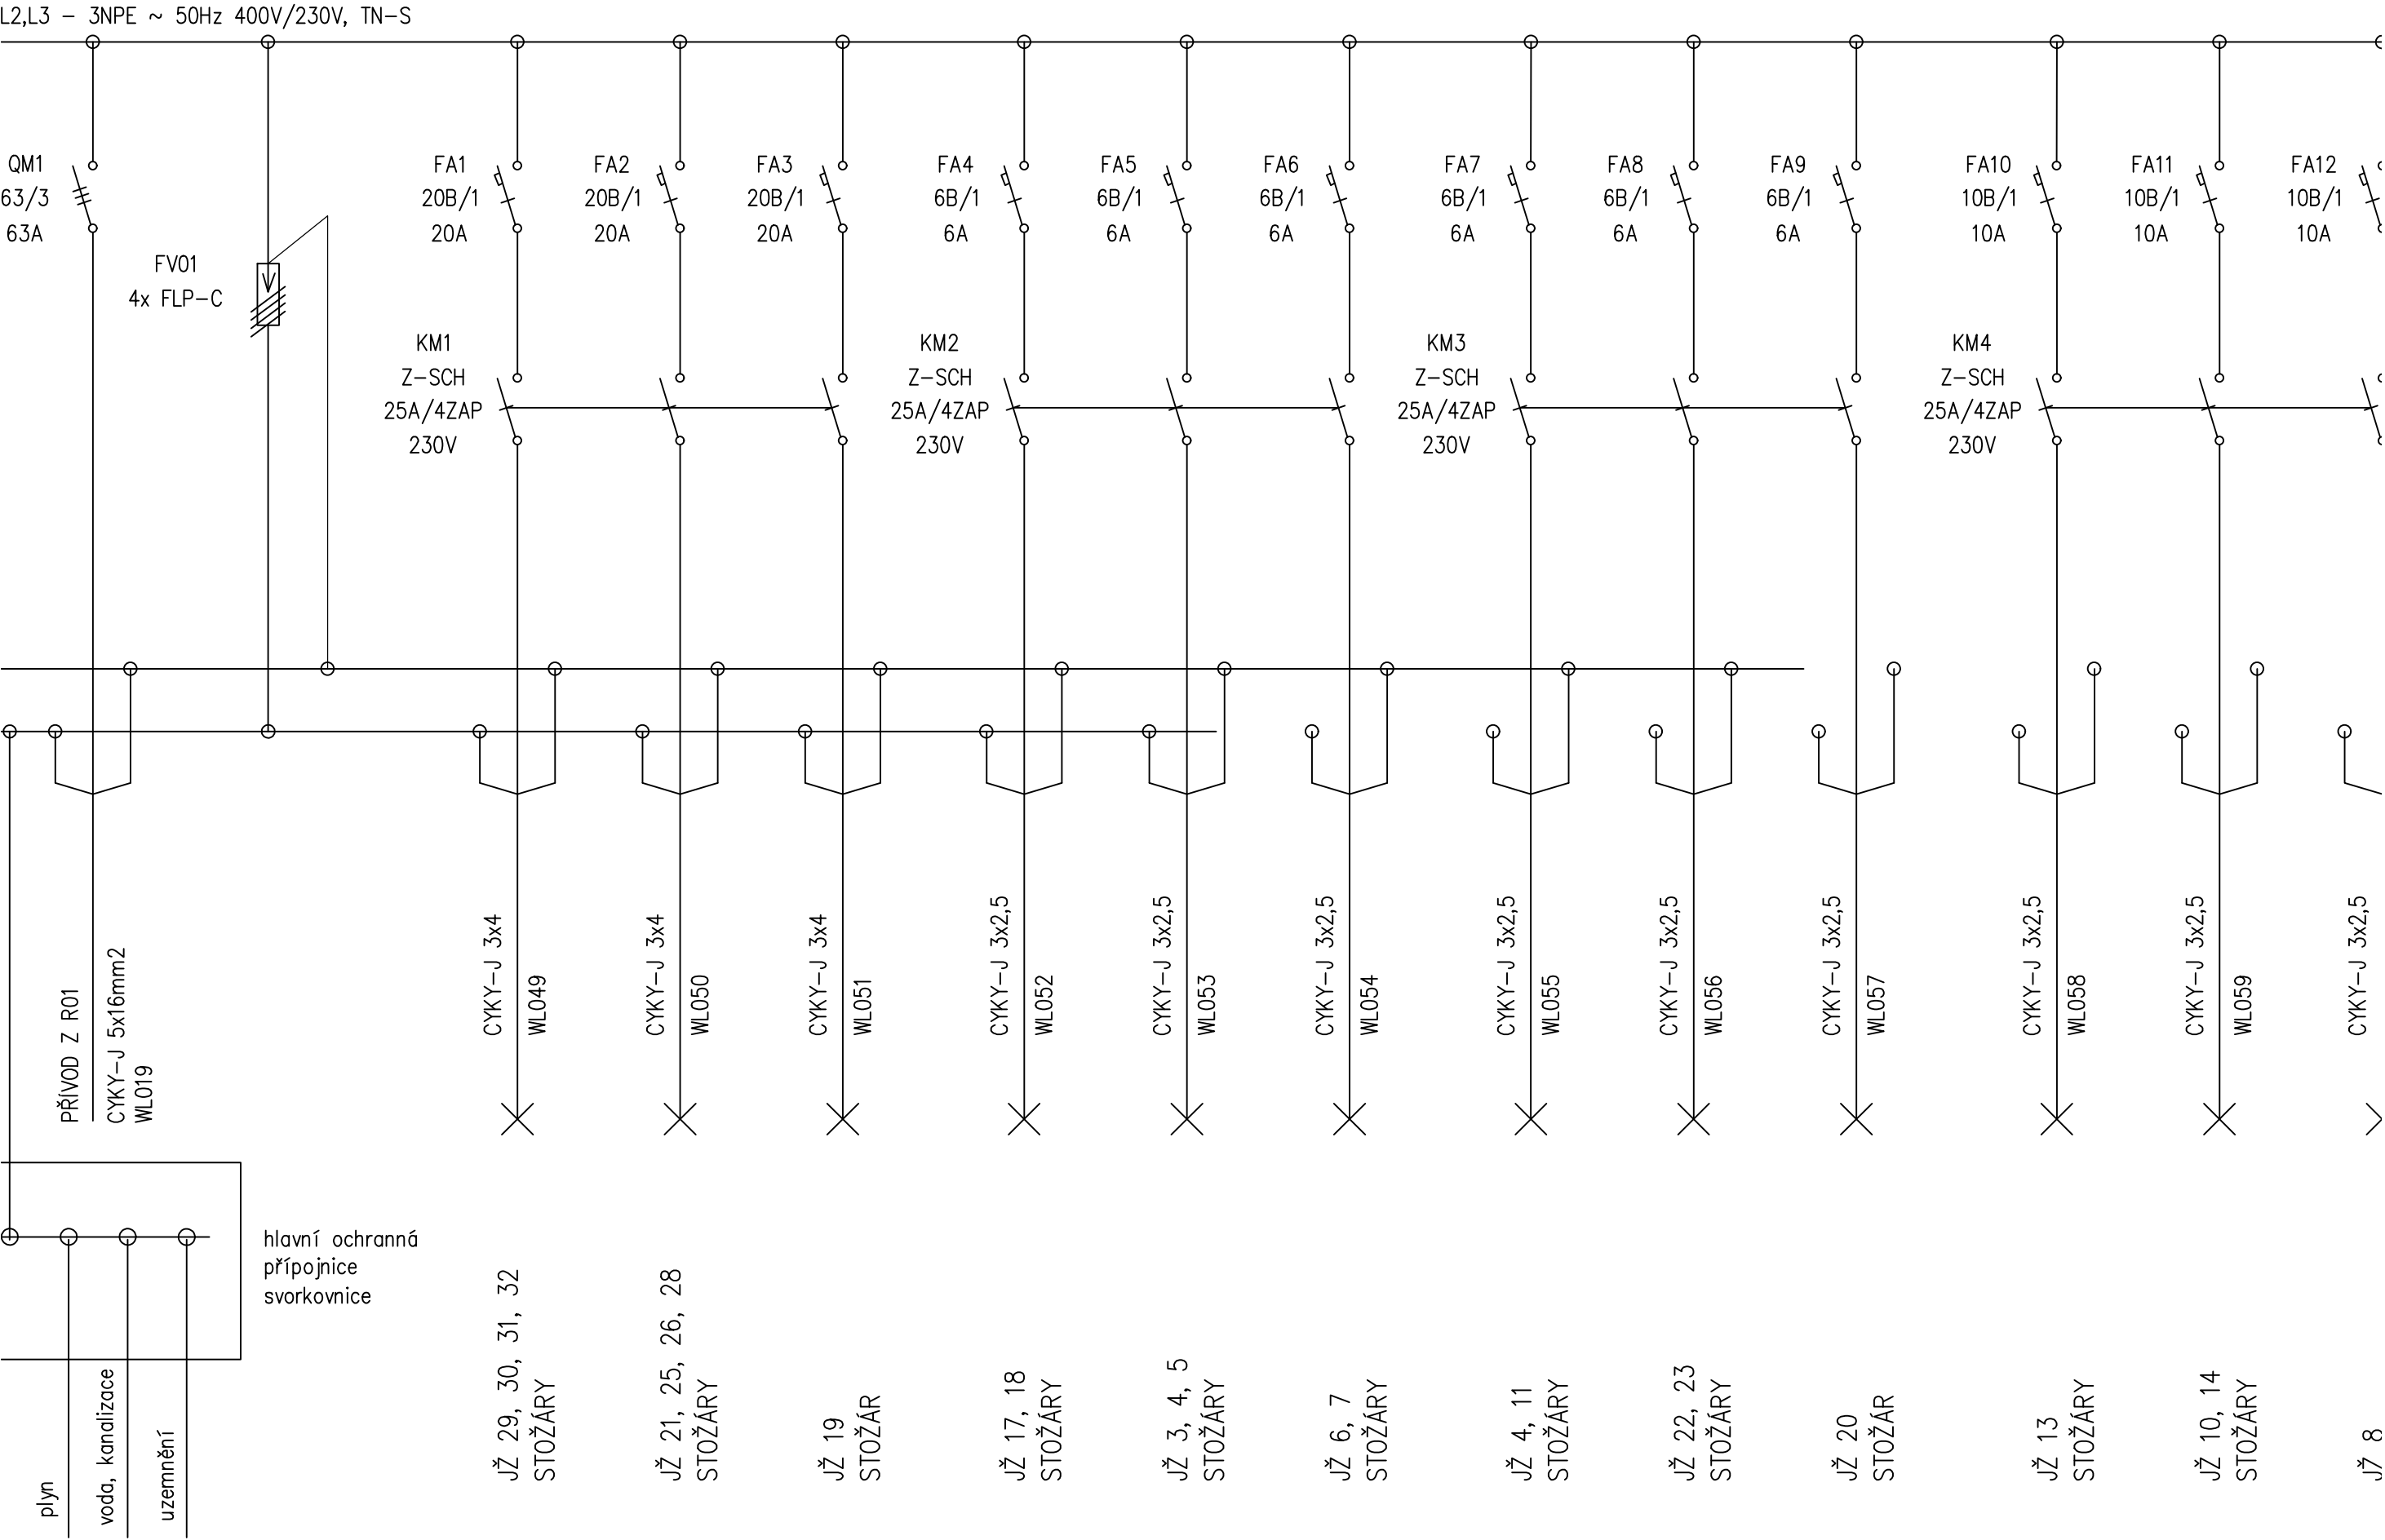 L2,L3 – 3NPE ~ 50Hz 400V/230V, TN–S
QM1
63/3
63A
FV01
4x FLP–C
FA1
20B/1
20A
FA2
20B/1
20A
FA3
20B/1
20A
FA4
6B/1
6A
FA5
6B/1
6A
FA6
6B/1
6A
FA7
6B/1
6A
FA8
6B/1
6A
FA9
6B/1
6A
FA10
10B/1
10A
FA11
10B/1
10A
FA12
10B/1
10A
KM1
Z–SCH
25A/4ZAP
230V
KM2
Z–SCH
25A/4ZAP
230V
KM3
Z–SCH
25A/4ZAP
230V
KM4
Z–SCH
25A/4ZAP
230V
PŘÍVOD Z R01
CYKY–J 5x16mm2
WL019
CYKY–J 3x4
WL049
CYKY–J 3x4
WL050
CYKY–J 3x4
WL051
CYKY–J 3x2,5
WL052
CYKY–J 3x2,5
WL053
CYKY–J 3x2,5
WL054
CYKY–J 3x2,5
WL055
CYKY–J 3x2,5
WL056
CYKY–J 3x2,5
WL057
CYKY–J 3x2,5
WL058
CYKY–J 3x2,5
WL059
CYKY–J 3x2,5
hlavní ochranná
přípojnice
svorkovnice
plyn
voda, kanalizace
uzemnění
JŽ 29, 30, 31, 32
STOŽÁRY
JŽ 21, 25, 26, 28
STOŽÁRY
JŽ 19
STOŽÁR
JŽ 17, 18
STOŽÁRY
JŽ 3, 4, 5
STOŽÁRY
JŽ 6, 7
STOŽÁRY
JŽ 4, 11
STOŽÁRY
JŽ 22, 23
STOŽÁRY
JŽ 20
STOŽÁR
JŽ 13
STOŽÁRY
JŽ 10, 14
STOŽÁRY
JŽ 8